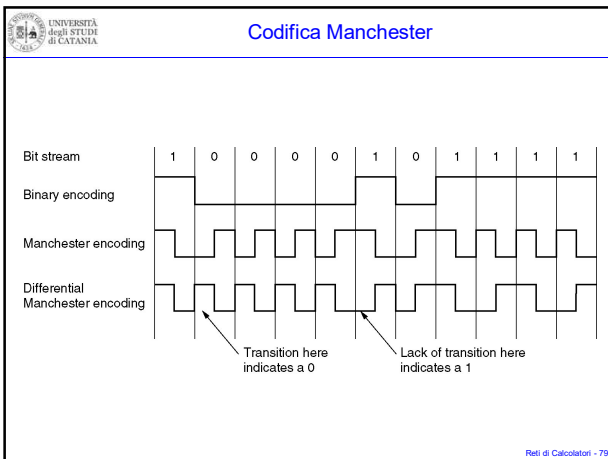 UNIVERSITÀ
degli STUDI
di CATANIA
Codifica Manchester
Bit stream 1 0 0 0 0 1 0 1 1 1 1
Binary encoding
Manchester encoding
Differential
Manchester encoding
Transition here
indicates a 0
Lack of transition here
indicates a 1
Reti di Calcolatori - 79